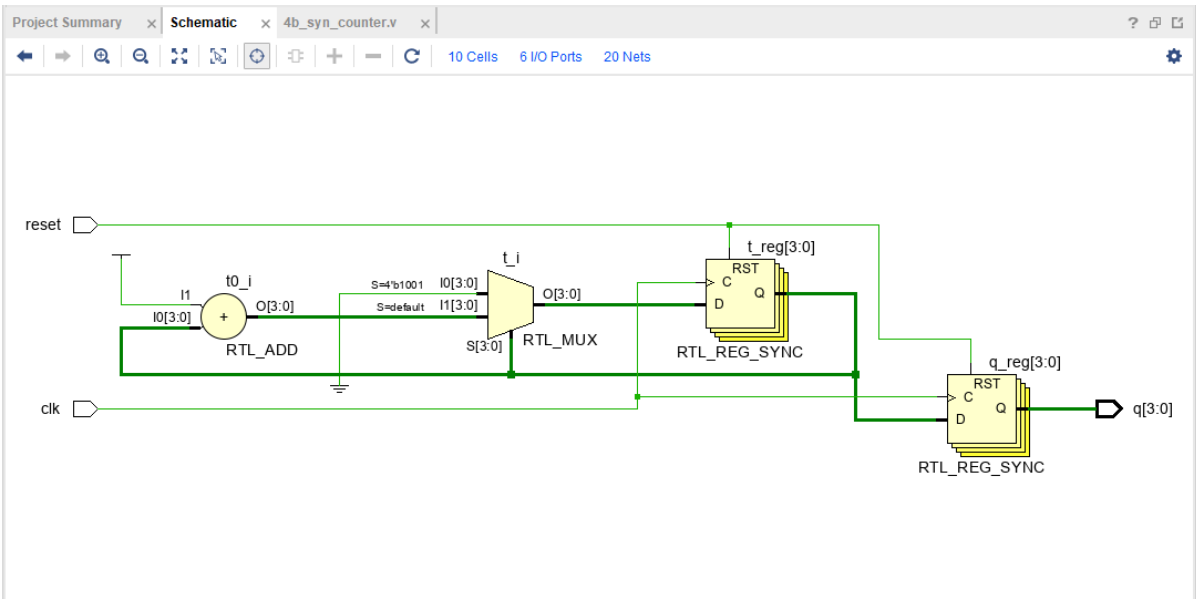 Project Summary × Schematic × 4b_syn_counter.v ×
?
10 Cells 6 I/O Ports 20 Nets
reset
t_reg[3:0]
t_i
RST
t0_i
S=4'b1001 I0[3:0]
C
I1
O[3:0]
Q
I0[3:0]
O[3:0]
S=default I1[3:0]
D
+
S[3:0]
RTL_MUX
RTL_ADD
RTL_REG_SYNC
q_reg[3:0]
RST
C
clk
Q
q[3:0]
D
RTL_REG_SYNC